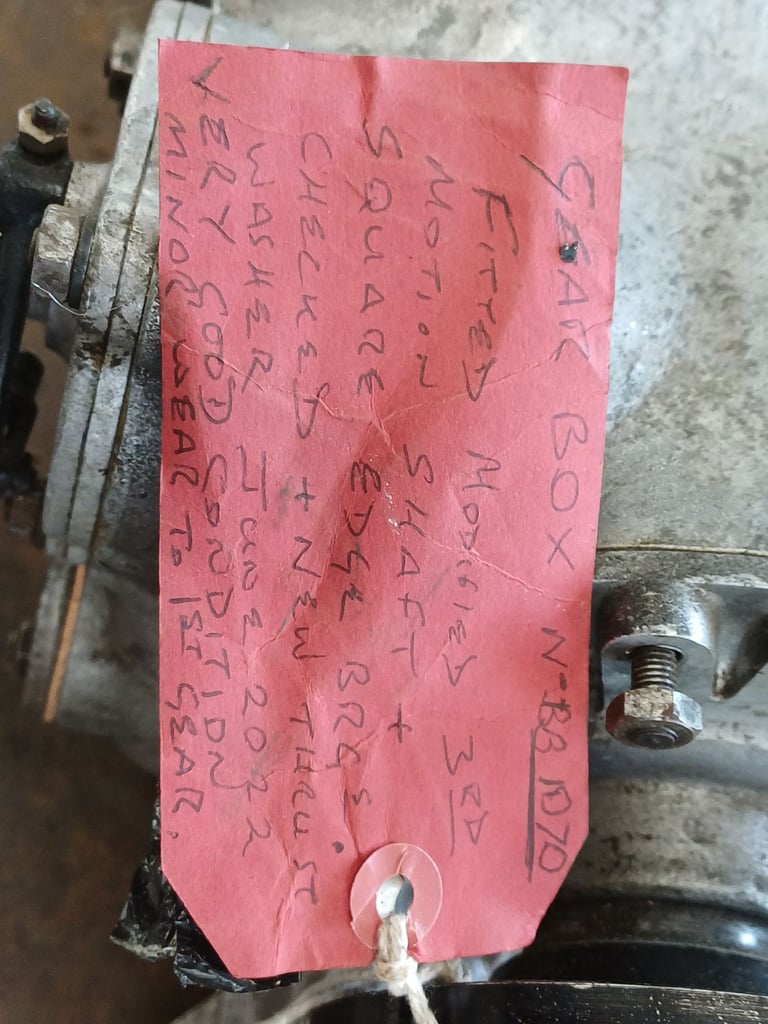 GEAR BOX No BB 1070
FITTED MODIFIED 3RD
MOTION SHAFT +
SQUARE EDGE BRGS.
CHECKED + NEW THRUST
WASHER JUNE 2022
VERY GOOD CONDITION
MINOR WEAR TO 1ST GEAR.